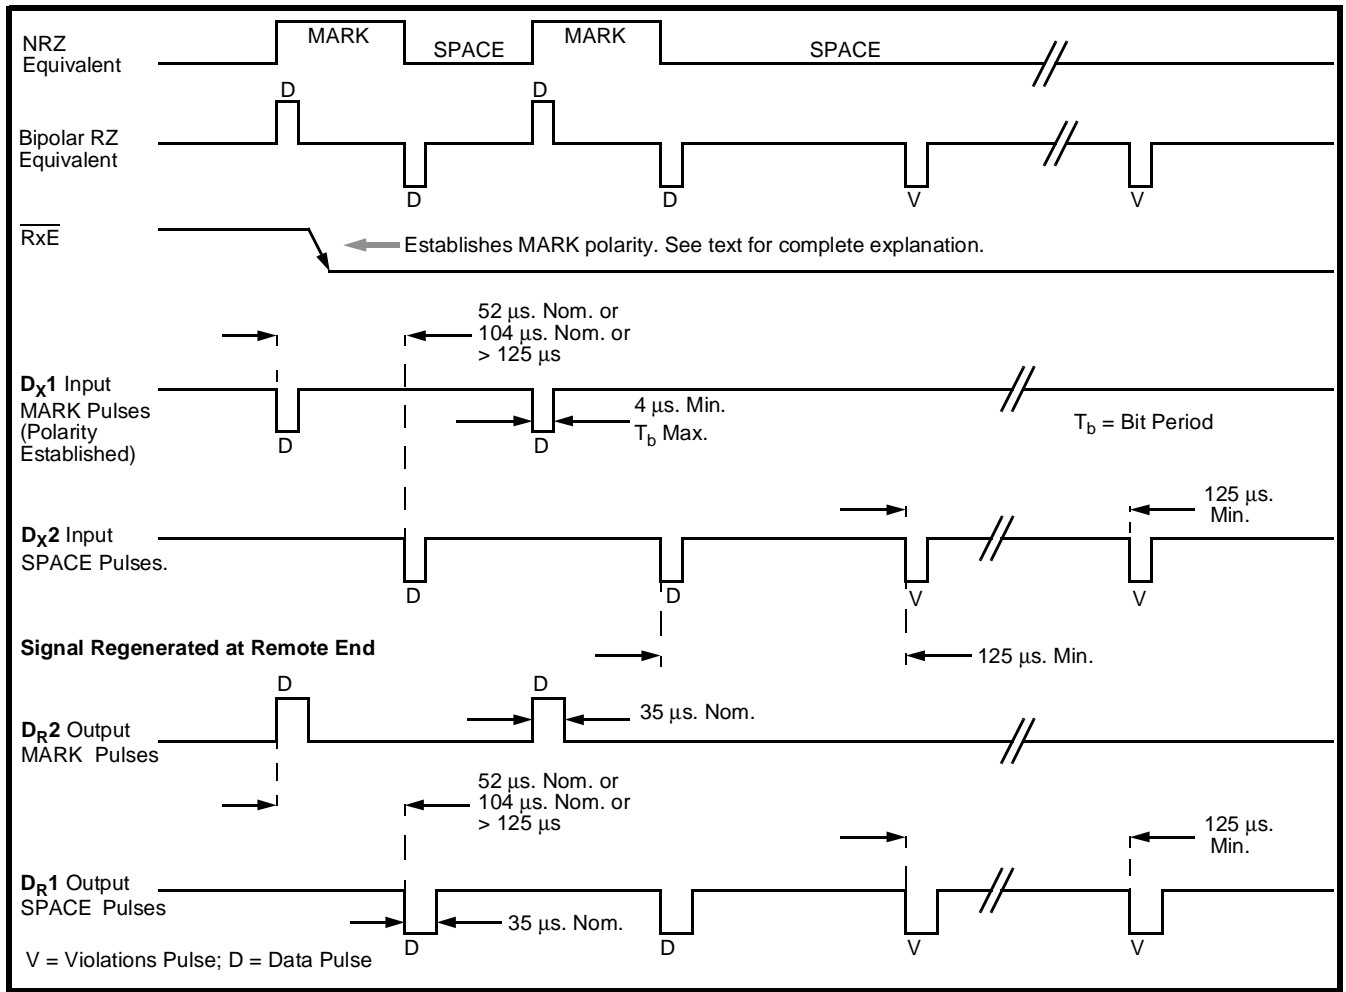 NRZ
Equivalent
MARK
SPACE
MARK
SPACE
D
D
Bipolar RZ
Equivalent
D
D
V
V
RxE
Establishes MARK polarity. See text for complete explanation.
52 µs. Nom. or
104 µs. Nom. or
> 125 µs
DX1 Input
MARK Pulses
(Polarity
Established)
D
D
4 µs. Min.
Tb Max.
Tb = Bit Period
125 µs.
Min.
DX2 Input
SPACE Pulses.
D
D
V
V
Signal Regenerated at Remote End
125 µs. Min.
D
D
35 µs. Nom.
DR2 Output
MARK Pulses
52 µs. Nom. or
104 µs. Nom. or
> 125 µs
125 µs.
Min.
DR1 Output
SPACE Pulses
35 µs. Nom.
D
D
V
V
V = Violations Pulse; D = Data Pulse